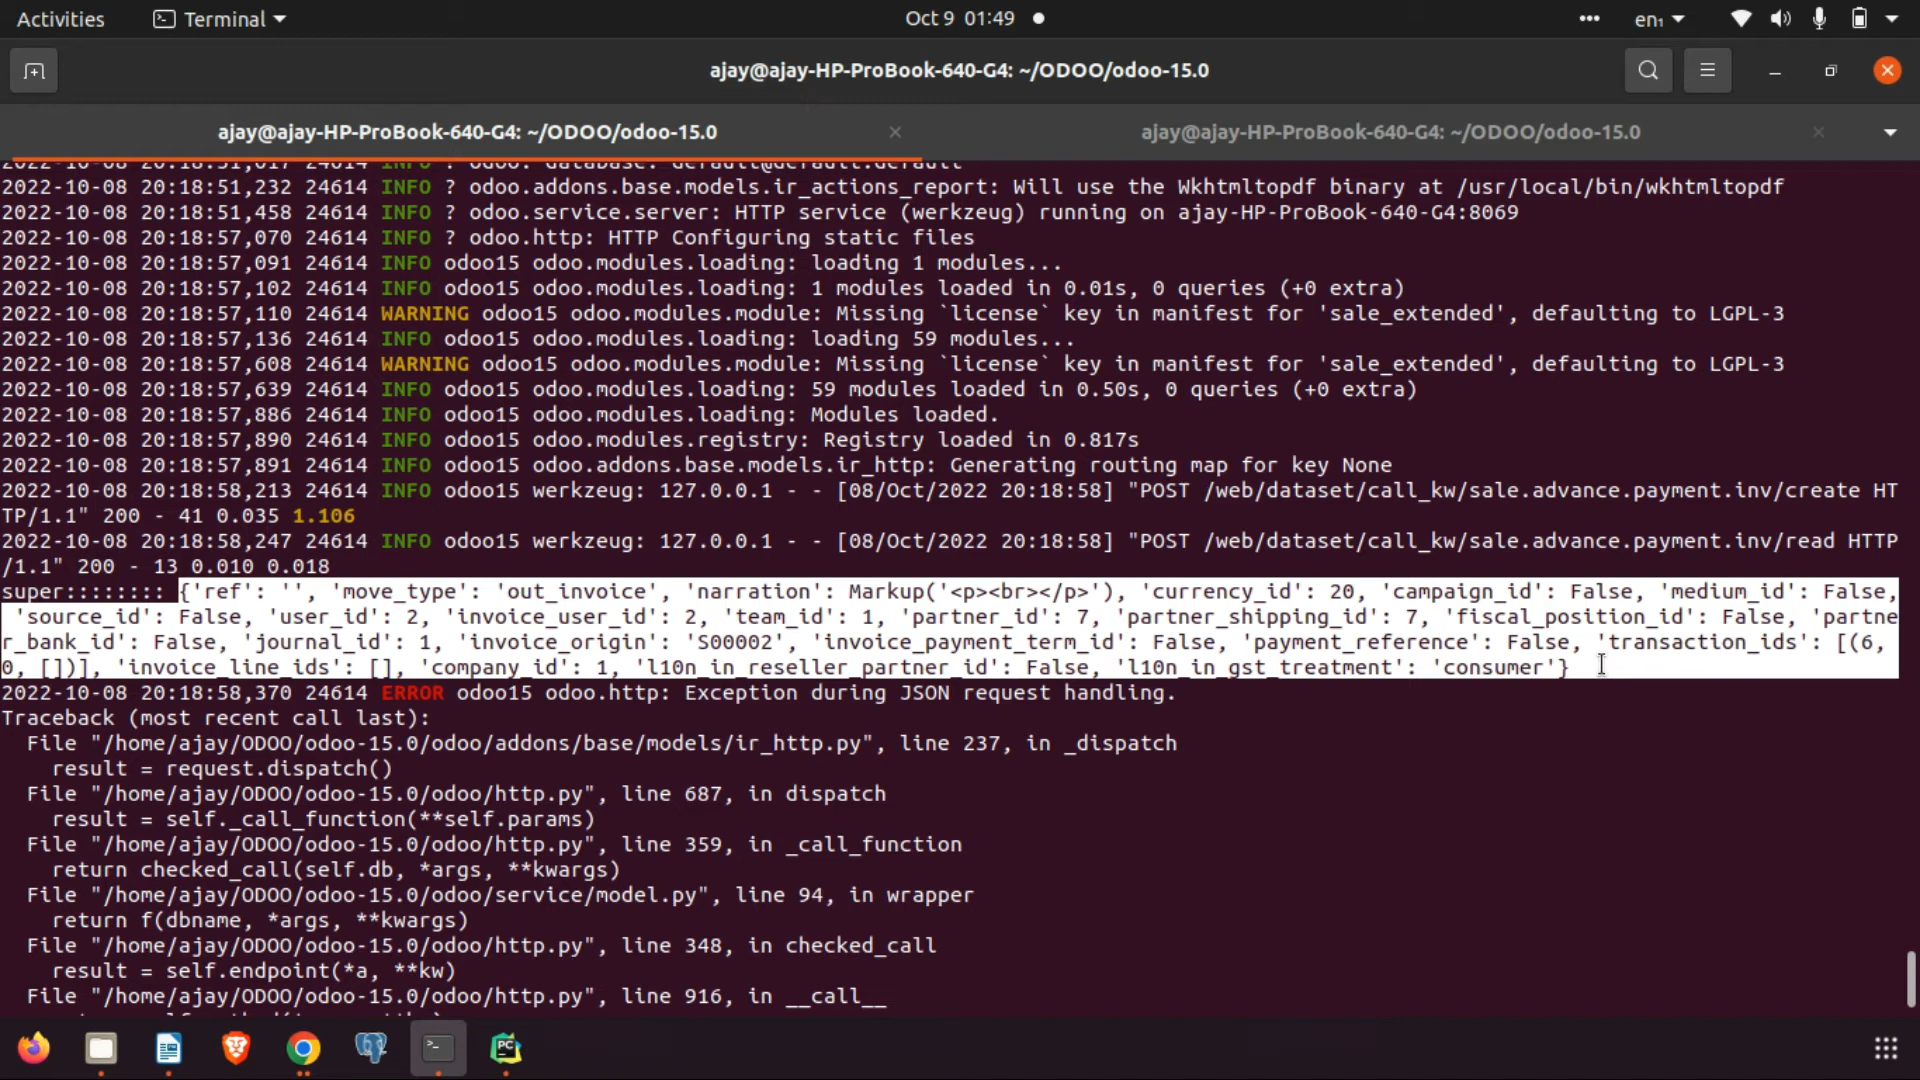 Activities
Terminal
Oct 9 01:49
en₁
ajay@ajay-HP-ProBook-640-G4: ~/ODOO/odoo-15.0
ajay@ajay-HP-ProBook-640-G4: ~/ODOO/odoo-15.0
ajay@ajay-HP-ProBook-640-G4: ~/ODOO/odoo-15.0
2022-10-08 20:18:51,017 24614 INFO ? odoo: database: default@default:default
2022-10-08 20:18:51,232 24614 INFO ? odoo.addons.base.models.ir_actions_report: Will use the Wkhtmltopdf binary at /usr/local/bin/wkhtmltopdf
2022-10-08 20:18:51,458 24614 INFO ? odoo.service.server: HTTP service (werkzeug) running on ajay-HP-ProBook-640-G4:8069
2022-10-08 20:18:57,070 24614 INFO ? odoo.http: HTTP Configuring static files
2022-10-08 20:18:57,091 24614 INFO odoo15 odoo.modules.loading: loading 1 modules...
2022-10-08 20:18:57,102 24614 INFO odoo15 odoo.modules.loading: 1 modules loaded in 0.01s, 0 queries (+0 extra)
2022-10-08 20:18:57,110 24614 WARNING odoo15 odoo.modules.module: Missing `license` key in manifest for 'sale_extended', defaulting to LGPL-3
2022-10-08 20:18:57,136 24614 INFO odoo15 odoo.modules.loading: loading 59 modules...
2022-10-08 20:18:57,608 24614 WARNING odoo15 odoo.modules.module: Missing `license` key in manifest for 'sale_extended', defaulting to LGPL-3
2022-10-08 20:18:57,639 24614 INFO odoo15 odoo.modules.loading: 59 modules loaded in 0.50s, 0 queries (+0 extra)
2022-10-08 20:18:57,886 24614 INFO odoo15 odoo.modules.loading: Modules loaded.
2022-10-08 20:18:57,890 24614 INFO odoo15 odoo.modules.registry: Registry loaded in 0.817s
2022-10-08 20:18:57,891 24614 INFO odoo15 odoo.addons.base.models.ir_http: Generating routing map for key None
2022-10-08 20:18:58,213 24614 INFO odoo15 werkzeug: 127.0.0.1 - - [08/Oct/2022 20:18:58] "POST /web/dataset/call_kw/sale.advance.payment.inv/create HT
TP/1.1" 200 - 41 0.035 1.106
2022-10-08 20:18:58,247 24614 INFO odoo15 werkzeug: 127.0.0.1 - - [08/Oct/2022 20:18:58] "POST /web/dataset/call_kw/sale.advance.payment.inv/read HTTP
/1.1" 200 - 13 0.010 0.018
super:::::::: {'ref': '', 'move_type': 'out_invoice', 'narration': Markup('<p><br></p>'), 'currency_id': 20, 'campaign_id': False, 'medium_id': False,
'source_id': False, 'user_id': 2, 'invoice_user_id': 2, 'team_id': 1, 'partner_id': 7, 'partner_shipping_id': 7, 'fiscal_position_id': False, 'partne
r_bank_id': False, 'journal_id': 1, 'invoice_origin': 'S00002', 'invoice_payment_term_id': False, 'payment_reference': False, 'transaction_ids': [(6,
0, [])], 'invoice_line_ids': [], 'company_id': 1, 'l10n_in_reseller_partner_id': False, 'l10n_in_gst_treatment': 'consumer'}
2022-10-08 20:18:58,370 24614 ERROR odoo15 odoo.http: Exception during JSON request handling.
Traceback (most recent call last):
File "/home/ajay/ODOO/odoo-15.0/odoo/addons/base/models/ir_http.py", line 237, in _dispatch
result = request.dispatch()
File "/home/ajay/ODOO/odoo-15.0/odoo/http.py", line 687, in dispatch
result = self._call_function(**self.params)
File "/home/ajay/ODOO/odoo-15.0/odoo/http.py", line 359, in _call_function
return checked_call(self.db, *args, **kwargs)
File "/home/ajay/ODOO/odoo-15.0/odoo/service/model.py", line 94, in wrapper
return f(dbname, *args, **kwargs)
File "/home/ajay/ODOO/odoo-15.0/odoo/http.py", line 348, in checked_call
result = self.endpoint(*a, **kw)
File "/home/ajay/ODOO/odoo-15.0/odoo/http.py", line 916, in __call__
PC